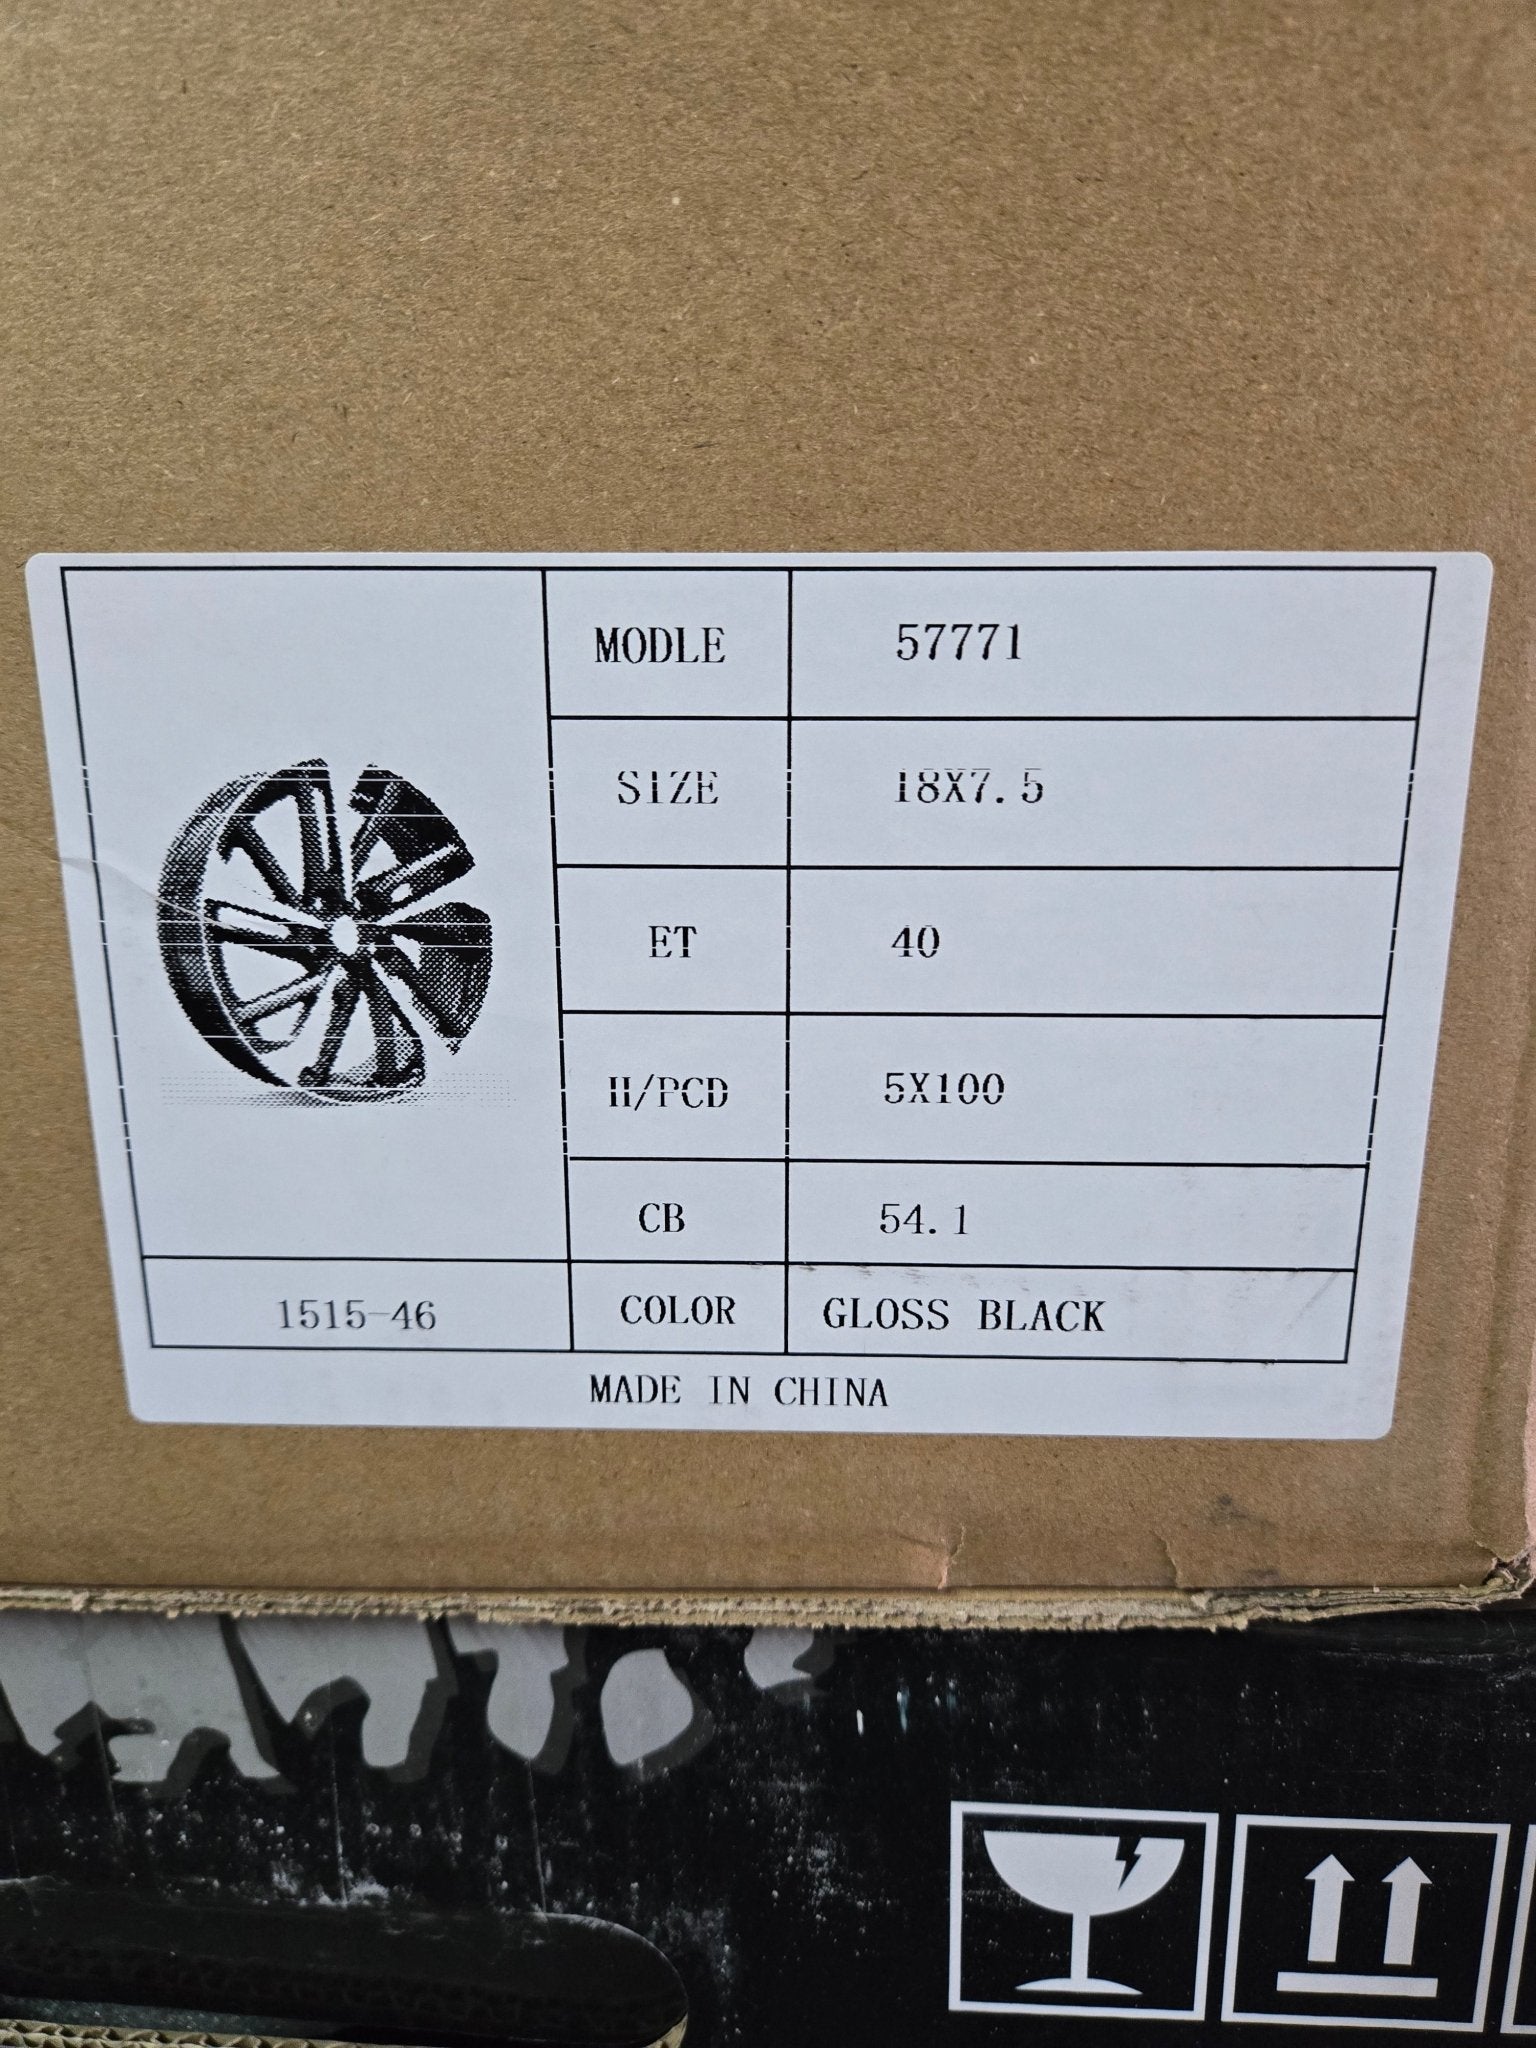 MODLE 57771
SIZE 18X7.5
ET 40
H/PCD 5X100
CB 54.1
1515-46 COLOR GLOSS BLACK
MADE IN CHINA